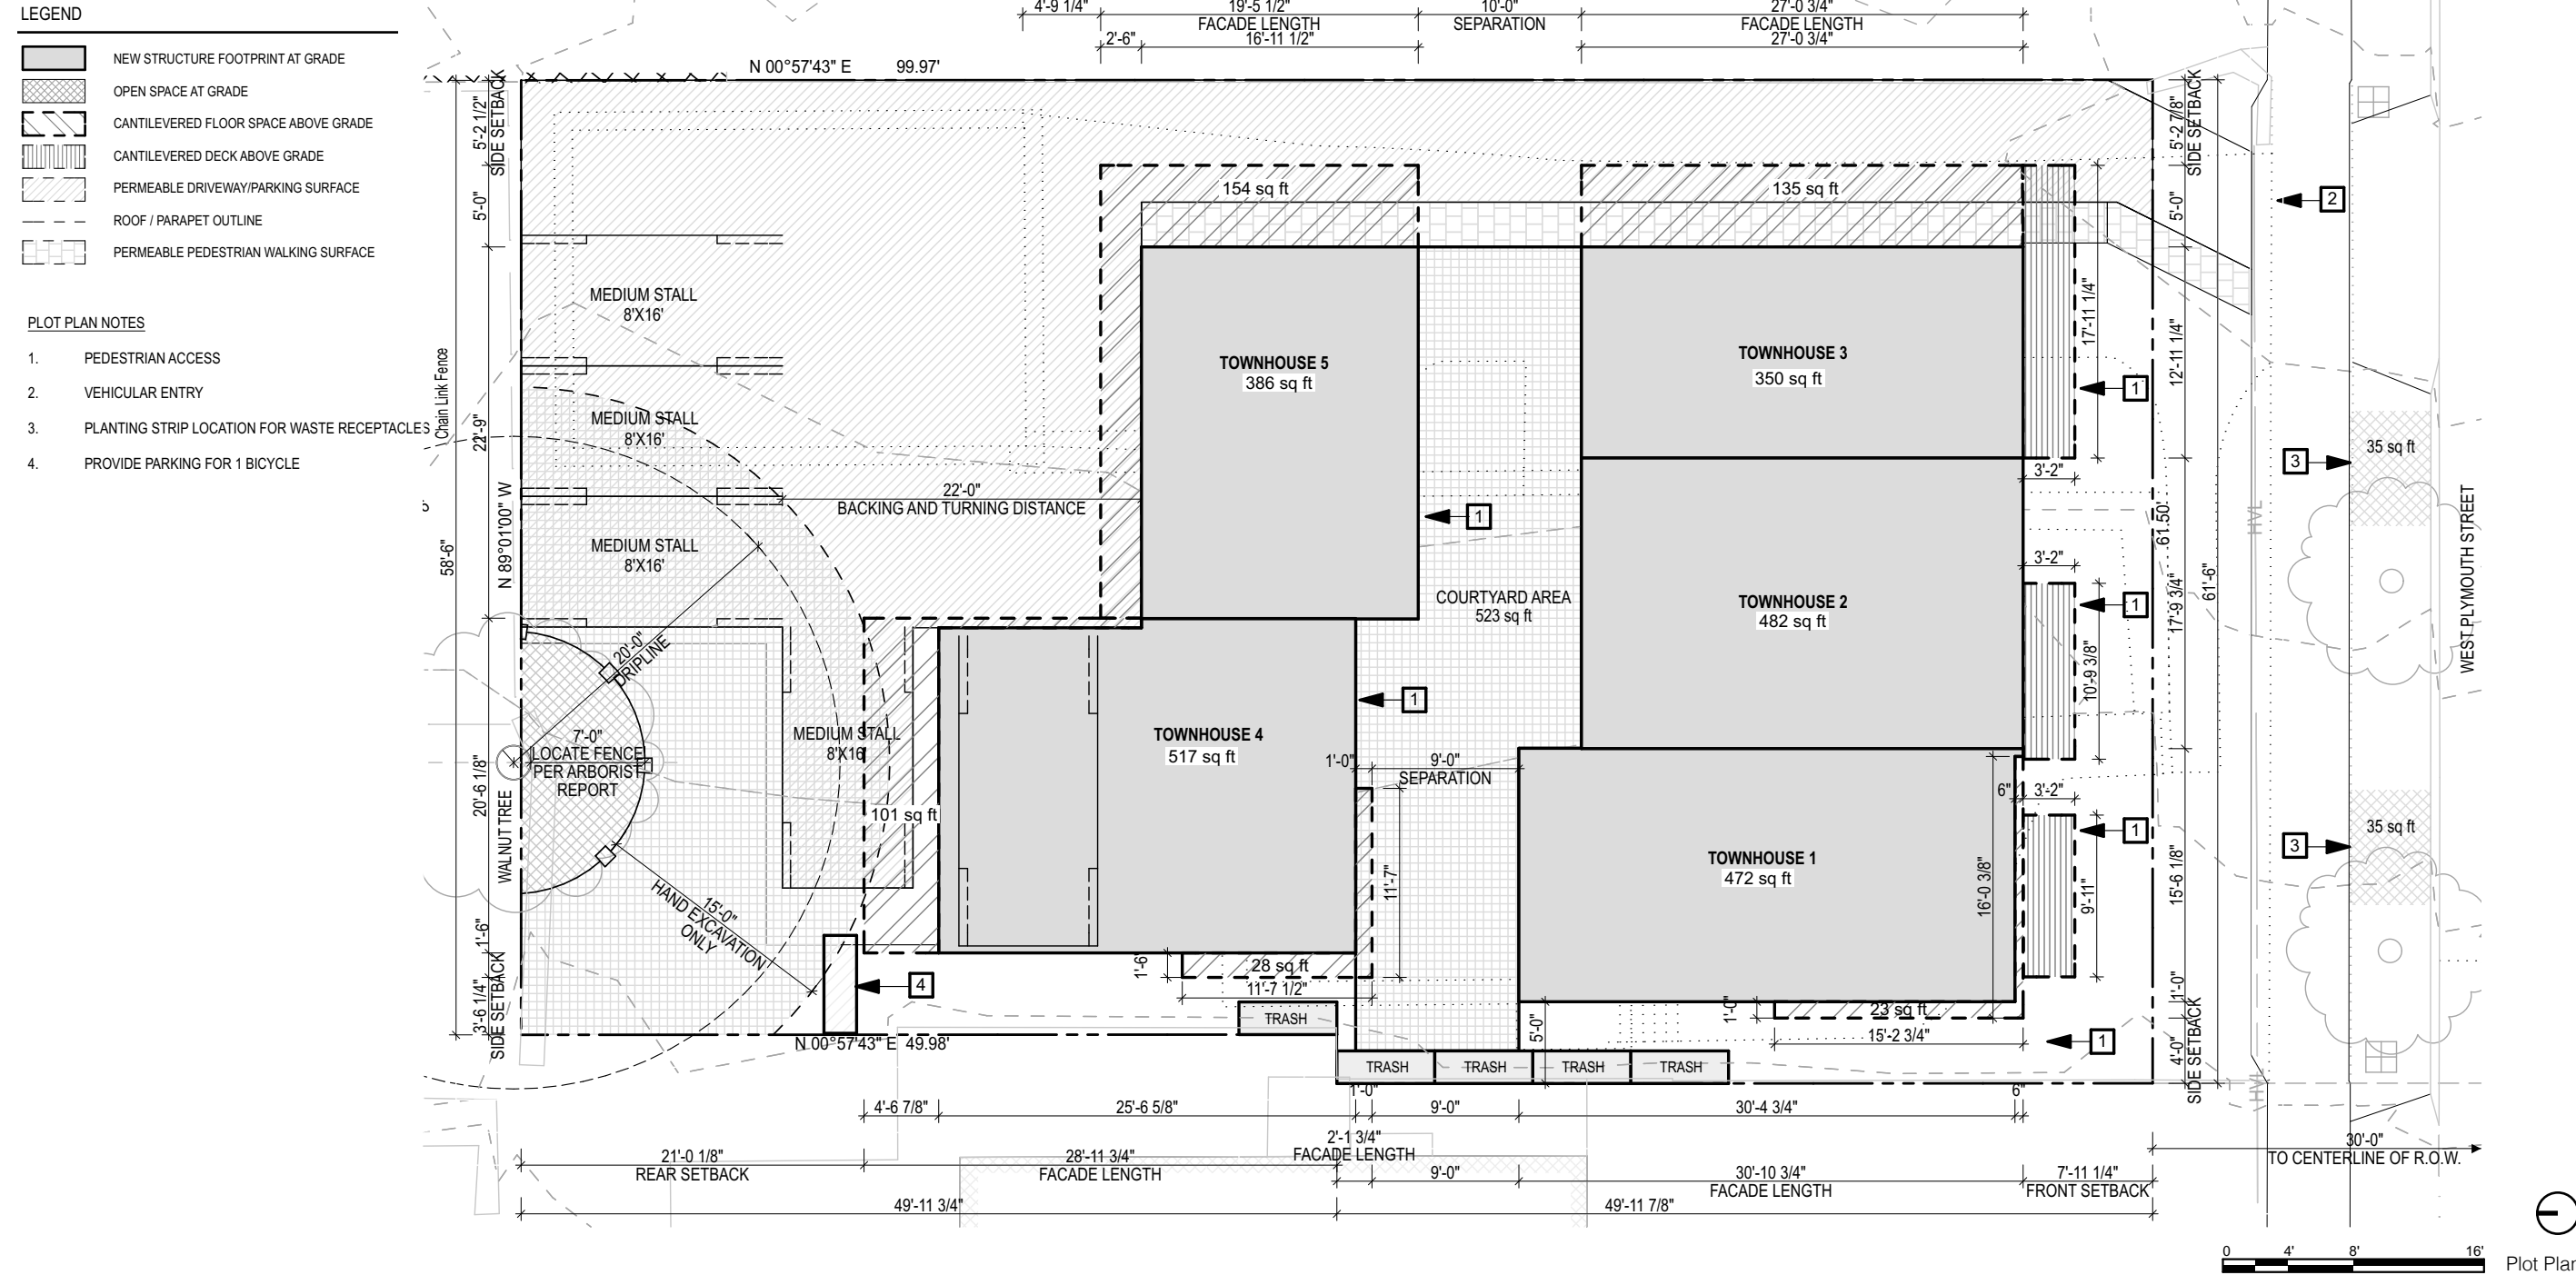 LEGEND
NEW STRUCTURE FOOTPRINT AT GRADE
OPEN SPACE AT GRADE
CANTILEVERED FLOOR SPACE ABOVE GRADE
CANTILEVERED DECK ABOVE GRADE
PERMEABLE DRIVEWAY/PARKING SURFACE
ROOF / PARAPET OUTLINE
PERMEABLE PEDESTRIAN WALKING SURFACE
PLOT PLAN NOTES
1. PEDESTRIAN ACCESS
2. VEHICULAR ENTRY
3. PLANTING STRIP LOCATION FOR WASTE RECEPTACLES
4. PROVIDE PARKING FOR 1 BICYCLE
4'-9 1/4"
19'-5 1/2"
FACADE LENGTH
10'-0"
SEPARATION
27'-0 3/4"
FACADE LENGTH
2'-6"
16'-11 1/2"
27'-0 3/4"
N 00°57'43" E 99.97'
SIDE SETBACK
5'-2 1/2"
5'-0"
22'-9"
Chain Link Fence
58'-6"
N 89°01'00" W
20'-6 1/8"
WALNUT TREE
1'-6"
3'-6 1/4"
SIDE SETBACK
MEDIUM STALL
8'X16'
MEDIUM STALL
8'X16'
MEDIUM STALL
8'X16'
MEDIUM STALL
8'X16'
22'-0"
BACKING AND TURNING DISTANCE
20'-0"
DRIPLINE
7'-0"
LOCATE FENCE
PER ARBORIST
REPORT
15'-0"
HAND EXCAVATION
ONLY
4
101 sq ft
154 sq ft
135 sq ft
TOWNHOUSE 5
386 sq ft
TOWNHOUSE 3
350 sq ft
1
COURTYARD AREA
523 sq ft
TOWNHOUSE 2
482 sq ft
TOWNHOUSE 4
517 sq ft
1
1'-0"
9'-0"
SEPARATION
TOWNHOUSE 1
472 sq ft
11'-7"
1'-6"
28 sq ft
11'-7 1/2"
16'-0 3/8"
6"
1'-0"
23 sq ft
15'-2 3/4"
5'-0"
TRASH
TRASH
TRASH
TRASH
TRASH
N 00°57'43" E 49.98'
17'-11 1/4"
3'-2"
3'-2"
10'-9 3/8"
3'-2"
9'-11"
1
1
1
1
5'-2 7/8"
SIDE SETBACK
5'-0"
12'-11 1/4"
61.50'
17'-9 3/4"
61'-6"
15'-6 1/8"
1'-0"
4'-0"
SIDE SETBACK
2
3
35 sq ft
3
35 sq ft
HVL
HVL
WEST PLYMOUTH STREET
1'-0"
6"
4'-6 7/8"
25'-6 5/8"
9'-0"
30'-4 3/4"
2'-1 3/4"
FACADE LENGTH
21'-0 1/8"
REAR SETBACK
28'-11 3/4"
FACADE LENGTH
9'-0"
30'-10 3/4"
FACADE LENGTH
7'-11 1/4"
FRONT SETBACK
30'-0"
TO CENTERLINE OF R.O.W.
49'-11 3/4"
49'-11 7/8"
0 4' 8' 16'
Plot Plan